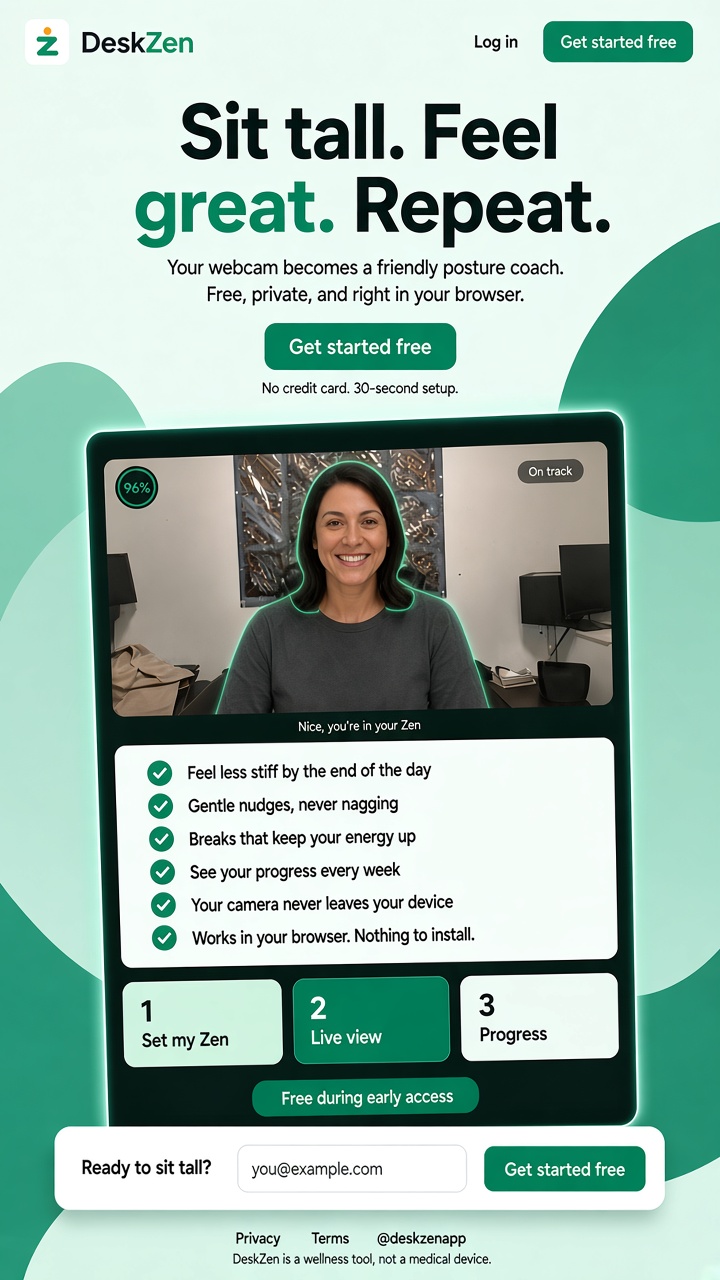 DeskZen
Log in
Get started free
Sit tall. Feel
great. Repeat.
Your webcam becomes a friendly posture coach.
Free, private, and right in your browser.
Get started free
No credit card. 30-second setup.
96%
On track
Nice, you're in your Zen
Feel less stiff by the end of the day
Gentle nudges, never nagging
Breaks that keep your energy up
See your progress every week
Your camera never leaves your device
Works in your browser. Nothing to install.
1
Set my Zen
2
Live view
3
Progress
Free during early access
Ready to sit tall?
you@example.com
Get started free
Privacy
Terms
@deskzenapp
DeskZen is a wellness tool, not a medical device.